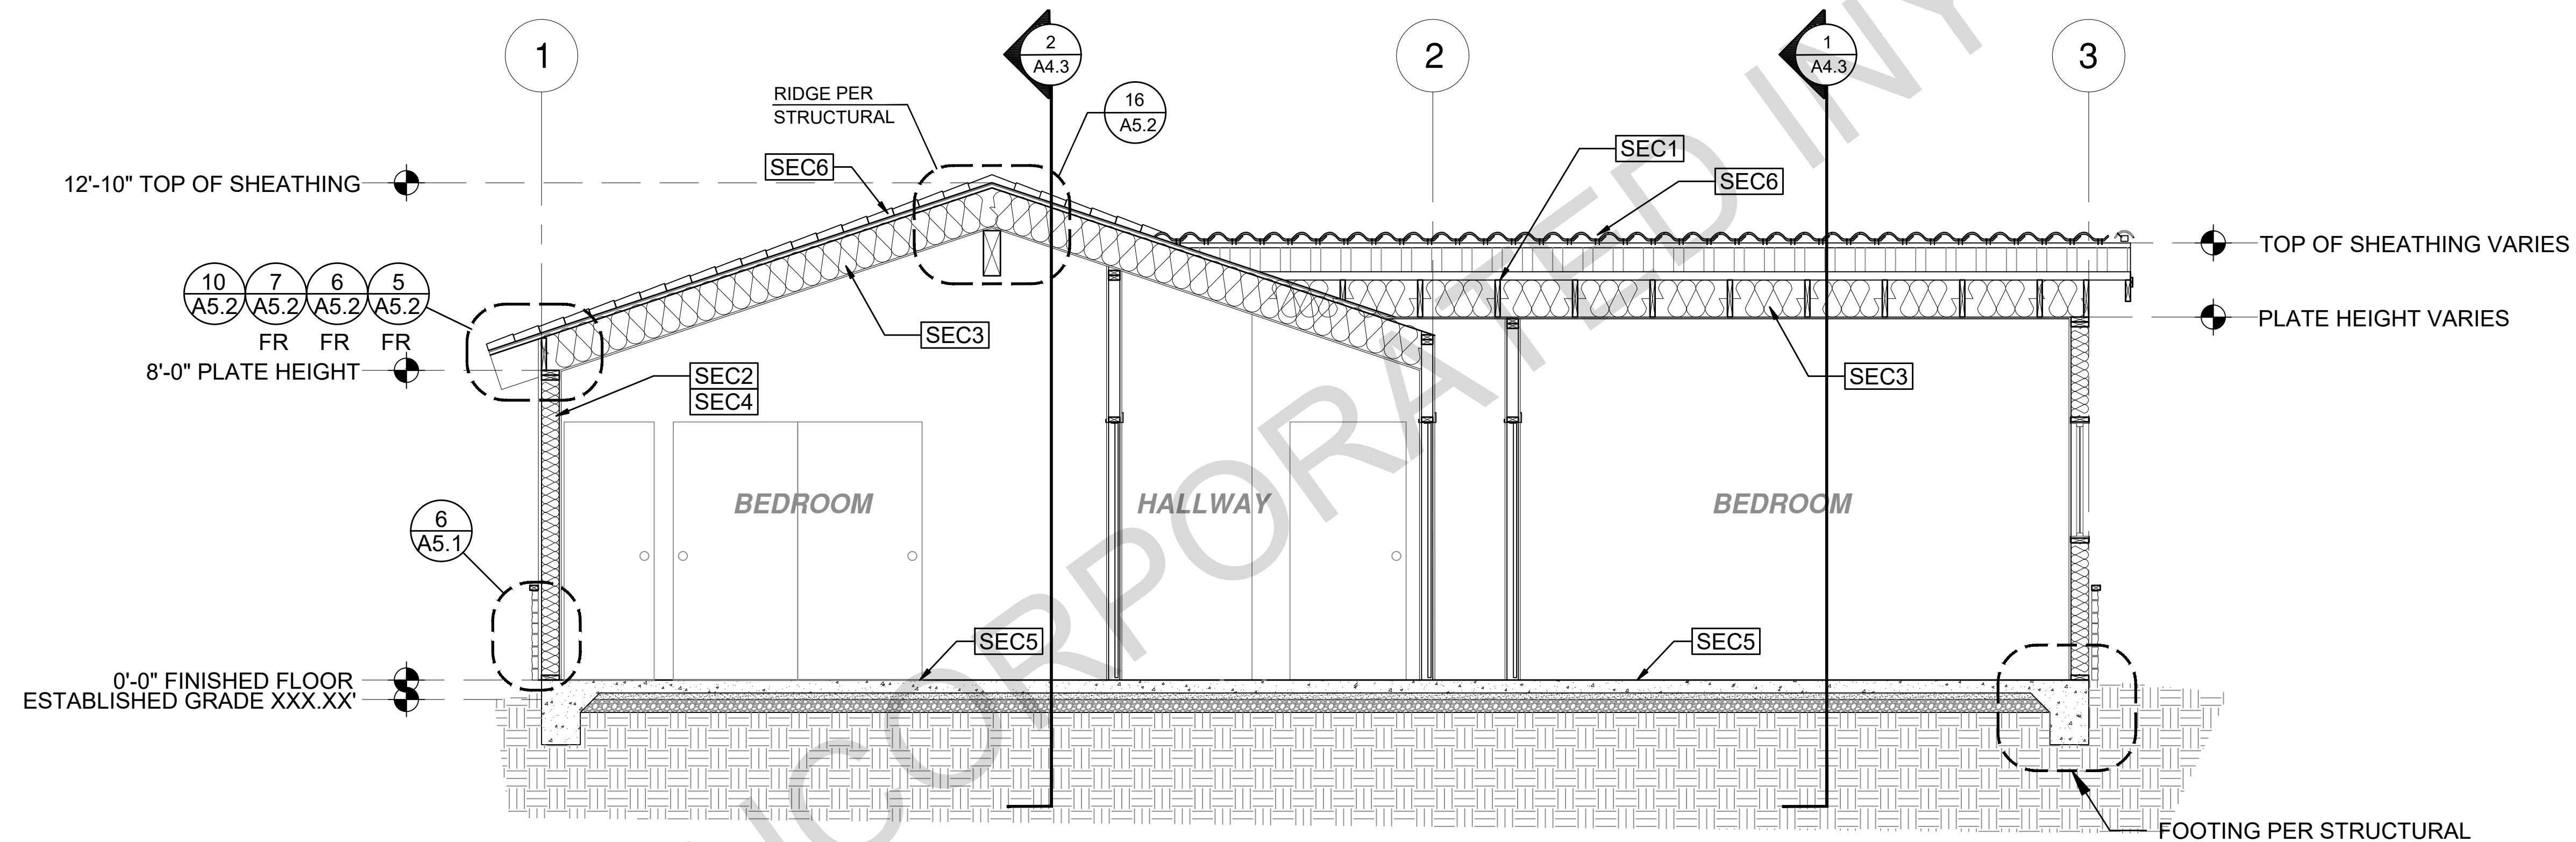 1
2
A4.3
2
1
A4.3
3
RIDGE PER
STRUCTURAL
16
A5.2
SEC6
SEC1
SEC6
12'-10" TOP OF SHEATHING
TOP OF SHEATHING VARIES
10
A5.2
7
A5.2
FR
6
A5.2
FR
5
A5.2
FR
PLATE HEIGHT VARIES
SEC3
8'-0" PLATE HEIGHT
SEC2
SEC4
SEC3
BEDROOM
HALLWAY
BEDROOM
6
A5.1
SEC5
SEC5
0'-0" FINISHED FLOOR
ESTABLISHED GRADE XXX.XX'
FOOTING PER STRUCTURAL